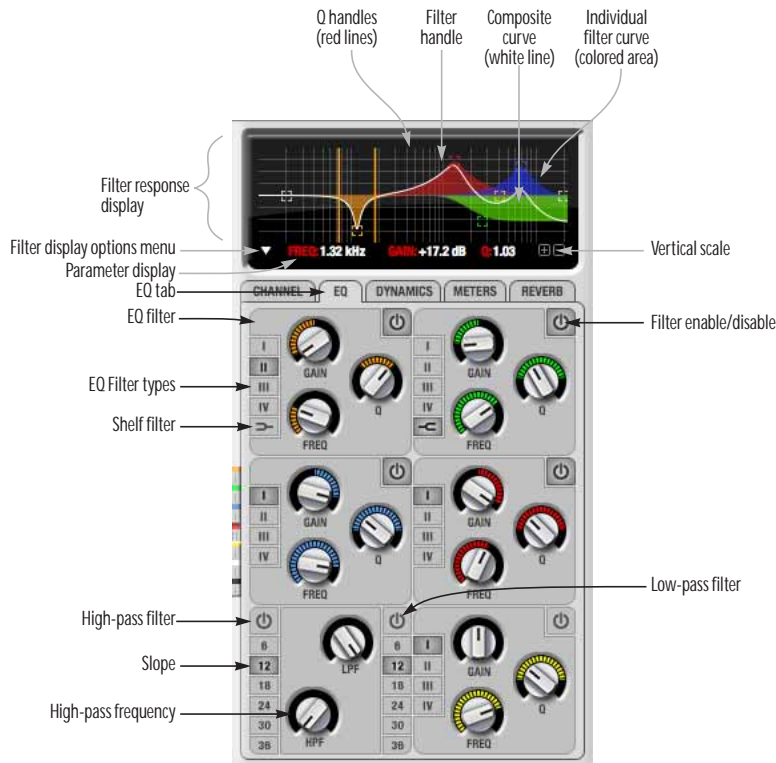 Q handles
(red lines)
Filter
handle
Composite
curve
(white line)
Individual
filter curve
(colored area)
Filter response
display
Filter display options menu
FREQ: 1.32 kHz GAIN: +17.2 dB Q: 1.03
Vertical scale
Parameter display
EQ tab
CHANNEL EQ DYNAMICS METERS REVERB
EQ filter
Filter enable/disable
EQ Filter types
Shelf filter
I
II
III
IV
GAIN
Q
FREQ
I
II
III
IV
GAIN
Q
FREQ
I
II
III
IV
GAIN
Q
FREQ
I
II
III
IV
GAIN
Q
FREQ
Low-pass filter
High-pass filter
Slope
High-pass frequency
6
12
18
24
30
36
LPF
HPF
6
12
18
24
30
36
I
II
III
IV
GAIN
Q
FREQ